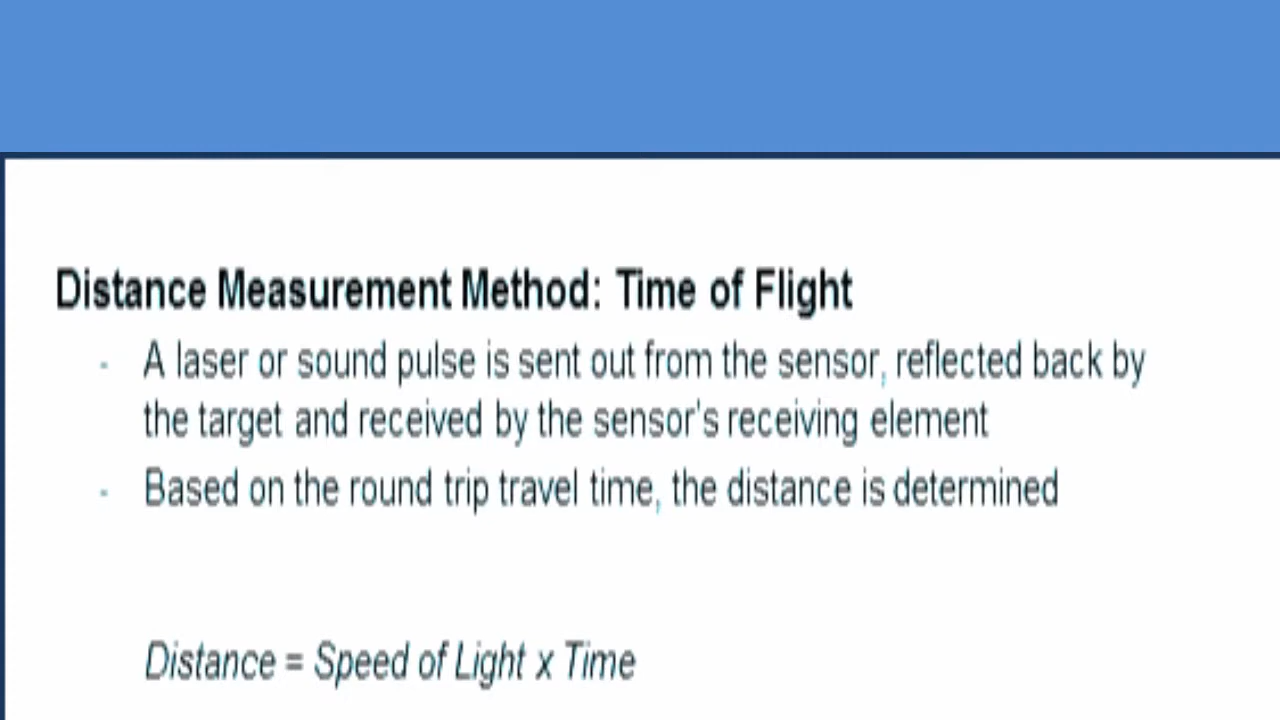 Distance Measurement Method: Time of Flight
- A laser or sound pulse is sent out from the sensor, reflected back by
the target and received by the sensor's receiving element
- Based on the round trip travel time, the distance is determined
Distance = Speed of Light x Time